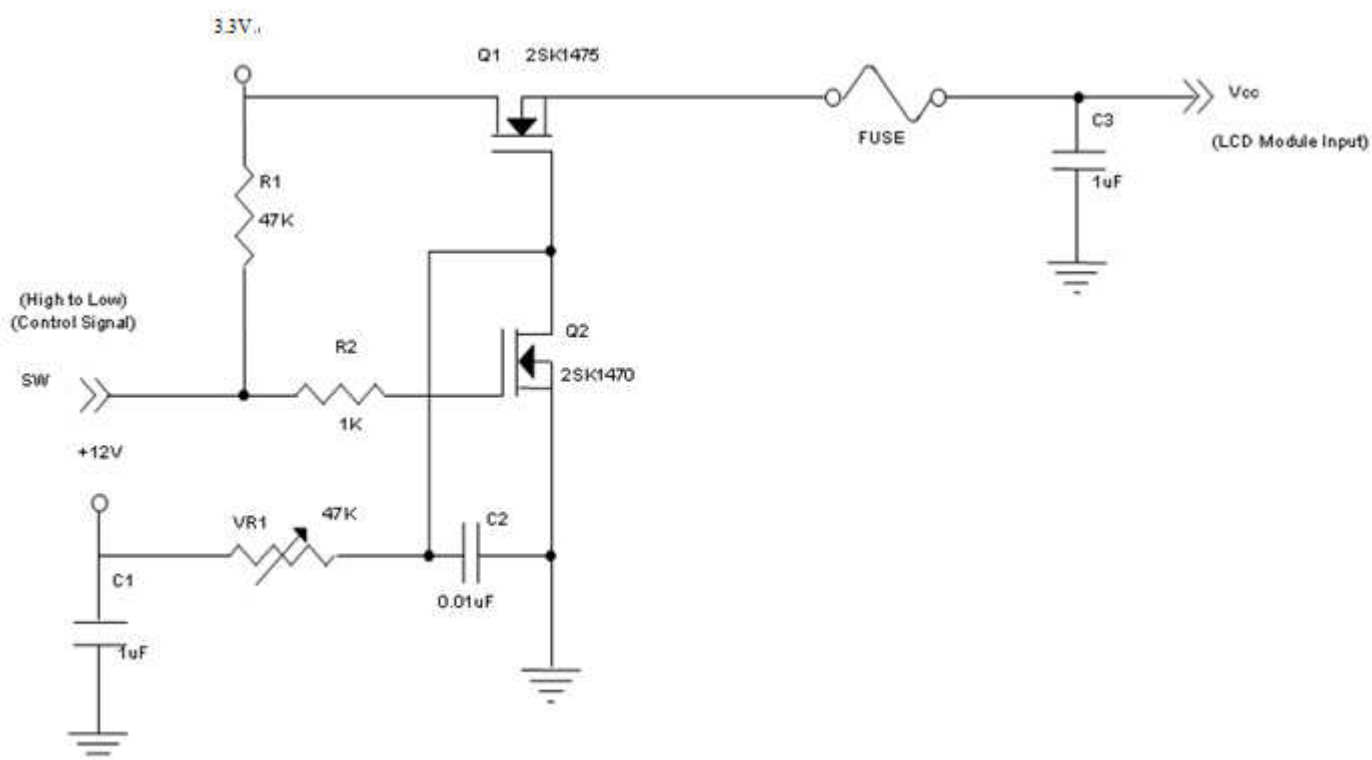 3.3V.
Q1 2SK1475
FUSE
C3
1uF
Vcc
(LCD Module Input)
R1
47K
(High to Low)
(Control Signal)
SW
R2
1K
Q2
2SK1470
+12V
VR1
47K
C2
0.01uF
C1
1uF